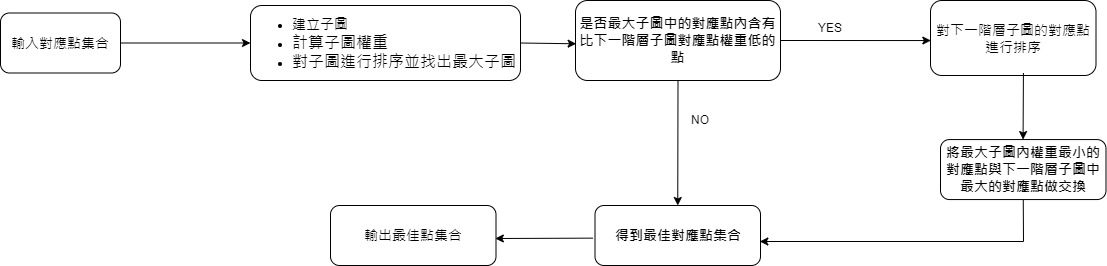 輸入對應點集合
• 建立子圖
• 計算子圖權重
• 對子圖進行排序並找出最大子圖
是否最大子圖中的對應點內含有
比下一階層子圖對應點權重低的
點
YES
對下一階層子圖的對應點
進行排序
NO
將最大子圖內權重最小的
對應點與下一階層子圖中
最大的對應點做交換
得到最佳對應點集合
輸出最佳點集合